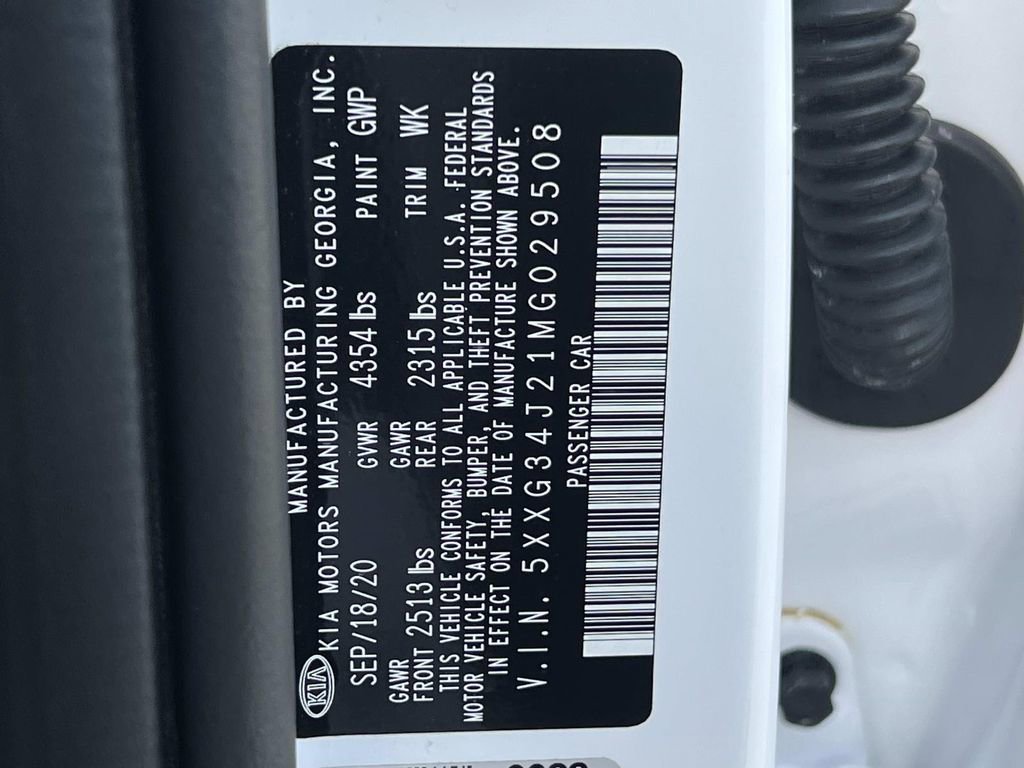 MANUFACTURED BY
KIA KIA MOTORS MANUFACTURING GEORGIA, INC.
SEP/18/20 GVWR 4354 lbs PAINT GWP
GAWR GAWR
FRONT 2513 lbs REAR 2315 lbs TRIM WK
THIS VEHICLE CONFORMS TO ALL APPLICABLE U.S.A. FEDERAL
MOTOR VEHICLE SAFETY, BUMPER, AND THEFT PREVENTION STANDARDS
IN EFFECT ON THE DATE OF MANUFACTURE SHOWN ABOVE.
V.I.N. 5XXG34J21MG029508
PASSENGER CAR